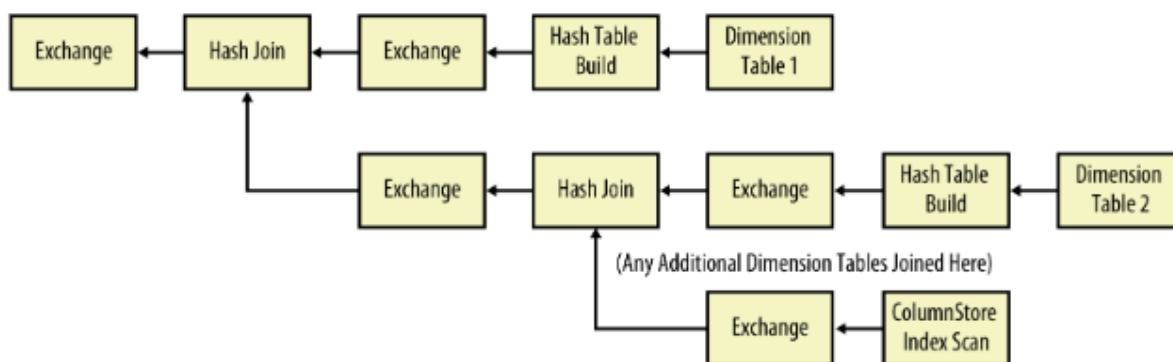 Exchange
Hash Join
Exchange
Hash Table
Build
Dimension
Table 1
Exchange
Hash Join
Exchange
Hash Table
Build
Dimension
Table 2
(Any Additional Dimension Tables Joined Here)
Exchange
ColumnStore
Index Scan